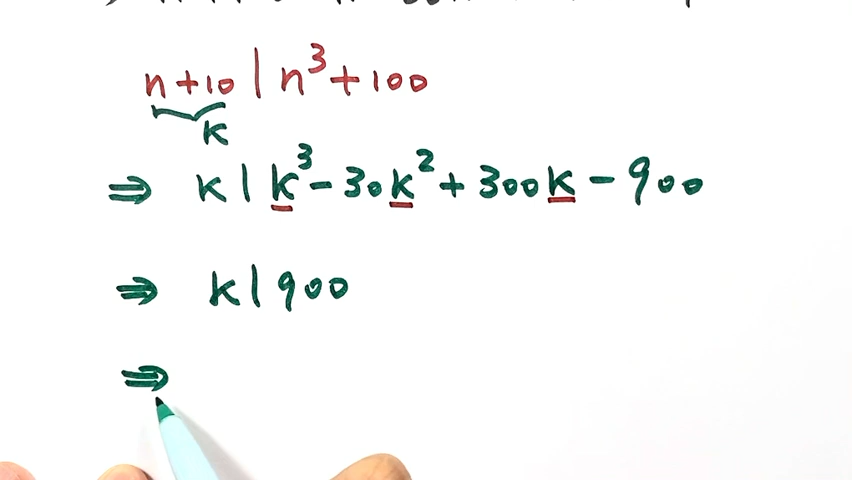 n+10 | n³+100
k
⇒ k | k³-30k²+300k-900
⇒ k | 900
⇒